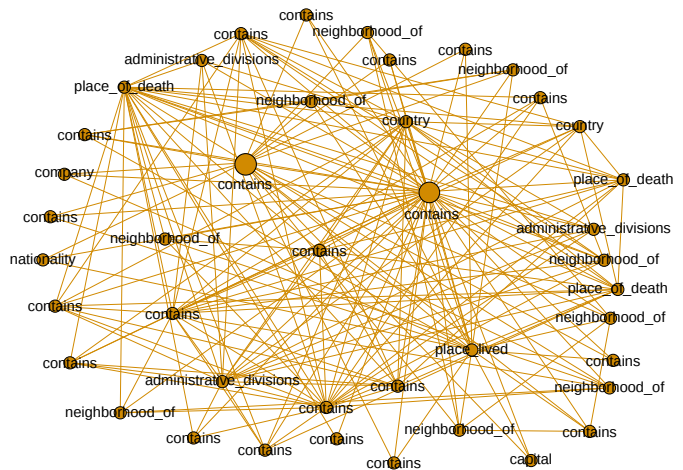 contains
neighborhood_of
contains
contains
administrative_divisions
contains
neighborhood_of
place_of_death
contains
neighborhood_of
country
country
contains
company
contains
place_of_death
contains
contains
administrative_divisions
neighborhood_of
contains
nationality
neighborhood_of
place_of_death
contains
contains
neighborhood_of
place_lived
contains
contains
administrative_divisions
contains
neighborhood_of
contains
neighborhood_of
neighborhood_of
contains
contains
contains
contains
contains
capital